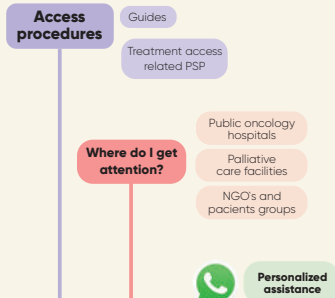 Access
procedures
Guides
Treatment access
related PSP
Where do I get
attention?
Public oncology
hospitals
Palliative
care facilities
NGO's and
pacients groups
Personalized
assistance